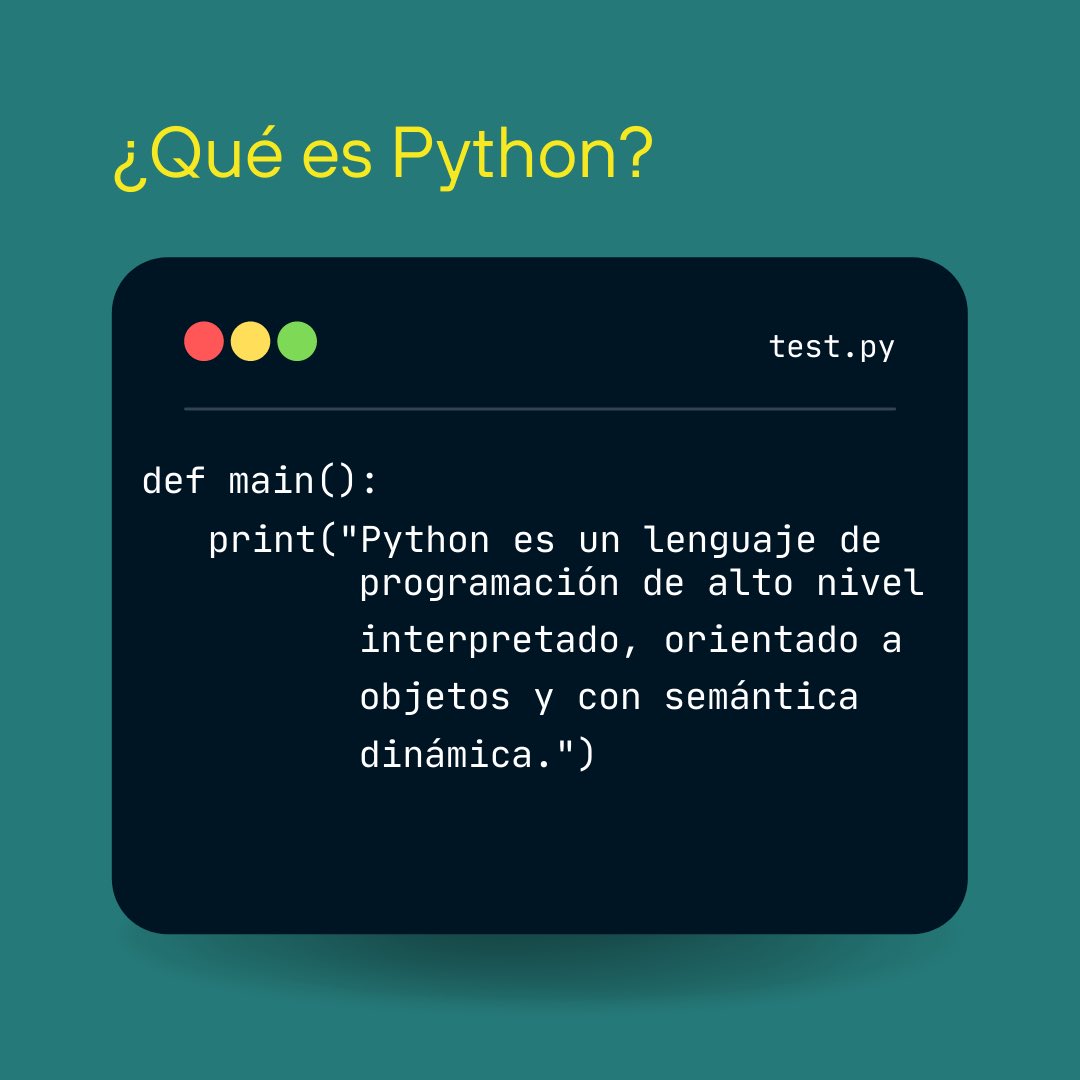 ¿Qué es Python?
test.py
def main():
print("Python es un lenguaje de
programación de alto nivel
interpretado, orientado a
objetos y con semántica
dinámica.")